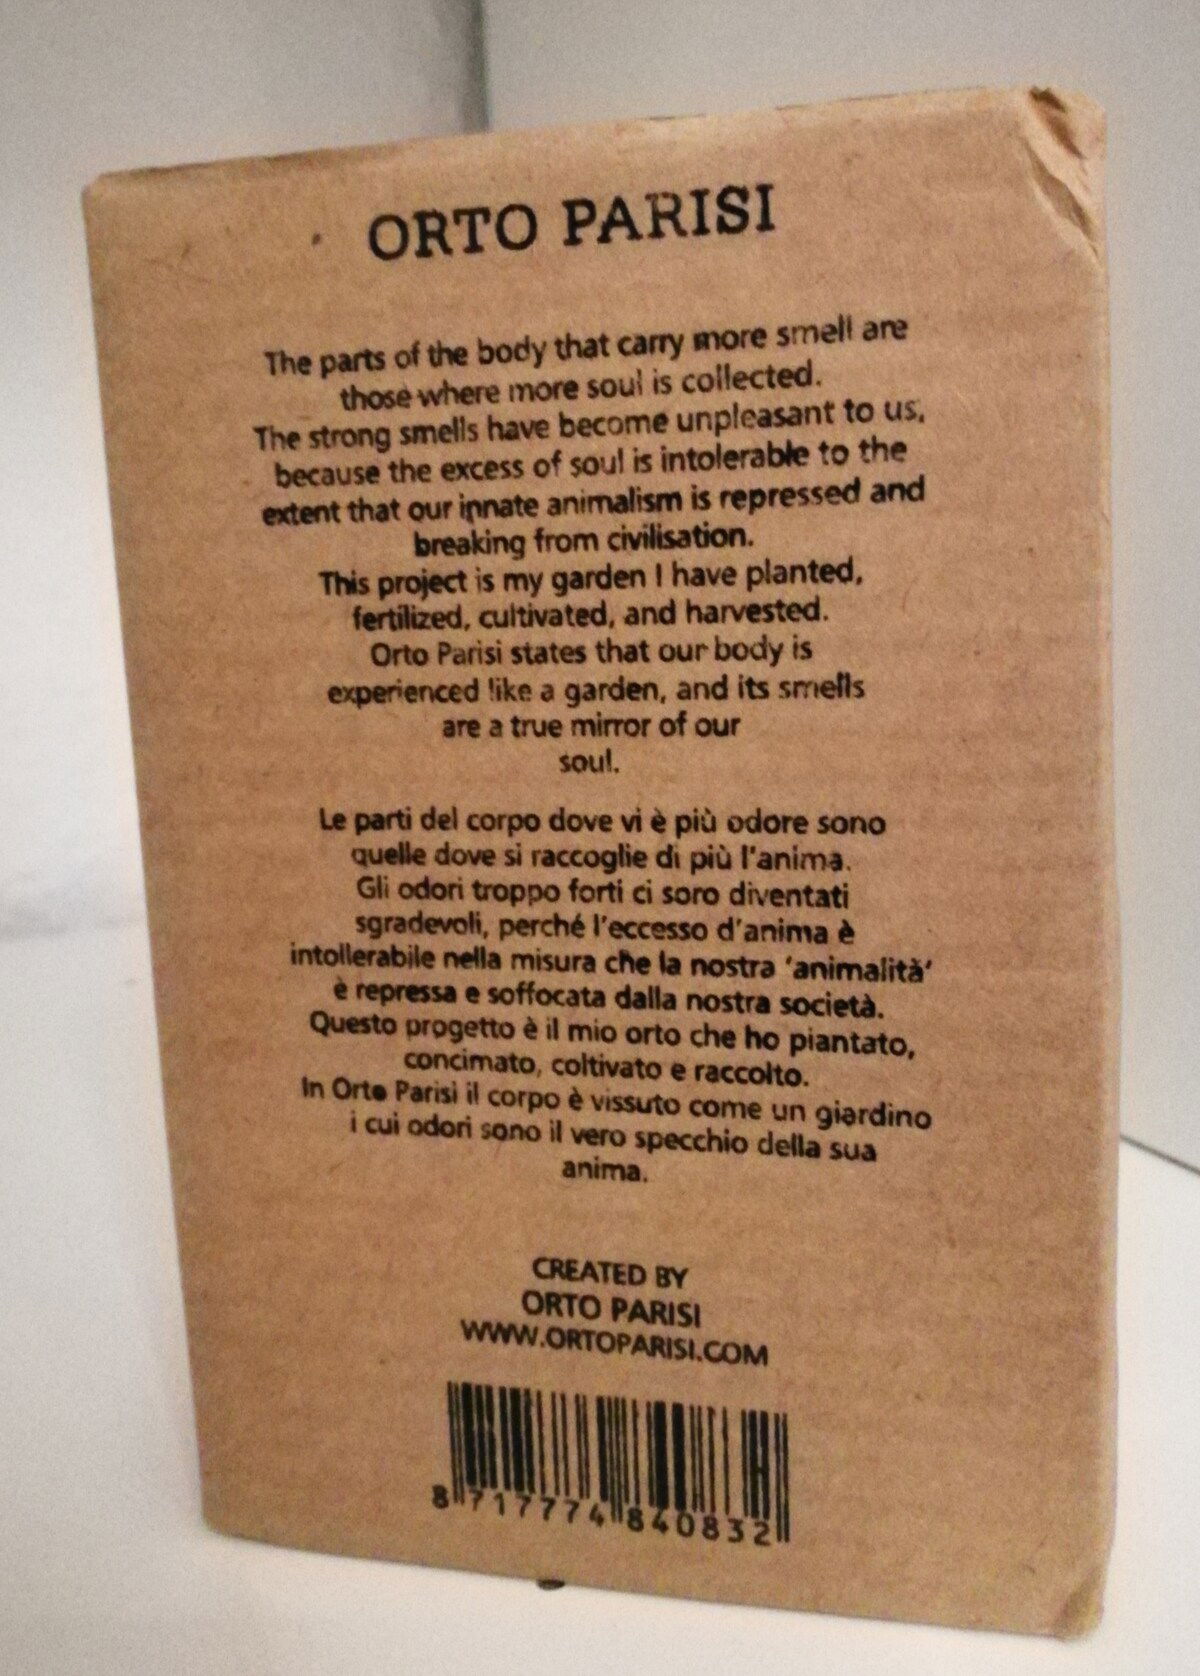 ORTO PARISI
The parts of the body that carry more smell are
those where more soul is collected.
The strong smells have become unpleasant to us,
because the excess of soul is intolerable to the
extent that our innate animalism is repressed and
breaking from civilisation.
This project is my garden I have planted,
fertilized, cultivated, and harvested.
Orto Parisi states that our body is
experienced like a garden, and its smells
are a true mirror of our
soul.
Le parti del corpo dove vi è più odore sono
quelle dove si raccoglie di più l'anima.
Gli odori troppo forti ci sono diventati
sgradevoli, perché l'eccesso d'anima è
intollerabile nella misura che la nostra 'animalità'
è repressa e soffocata dalla nostra società.
Questo progetto è il mio orto che ho piantato,
concimato, coltivato e raccolto.
In Orto Parisi il corpo è vissuto come un giardino
i cui odori sono il vero specchio della sua
anima.
CREATED BY
ORTO PARISI
WWW.ORTOPARISI.COM
8 717774 840832